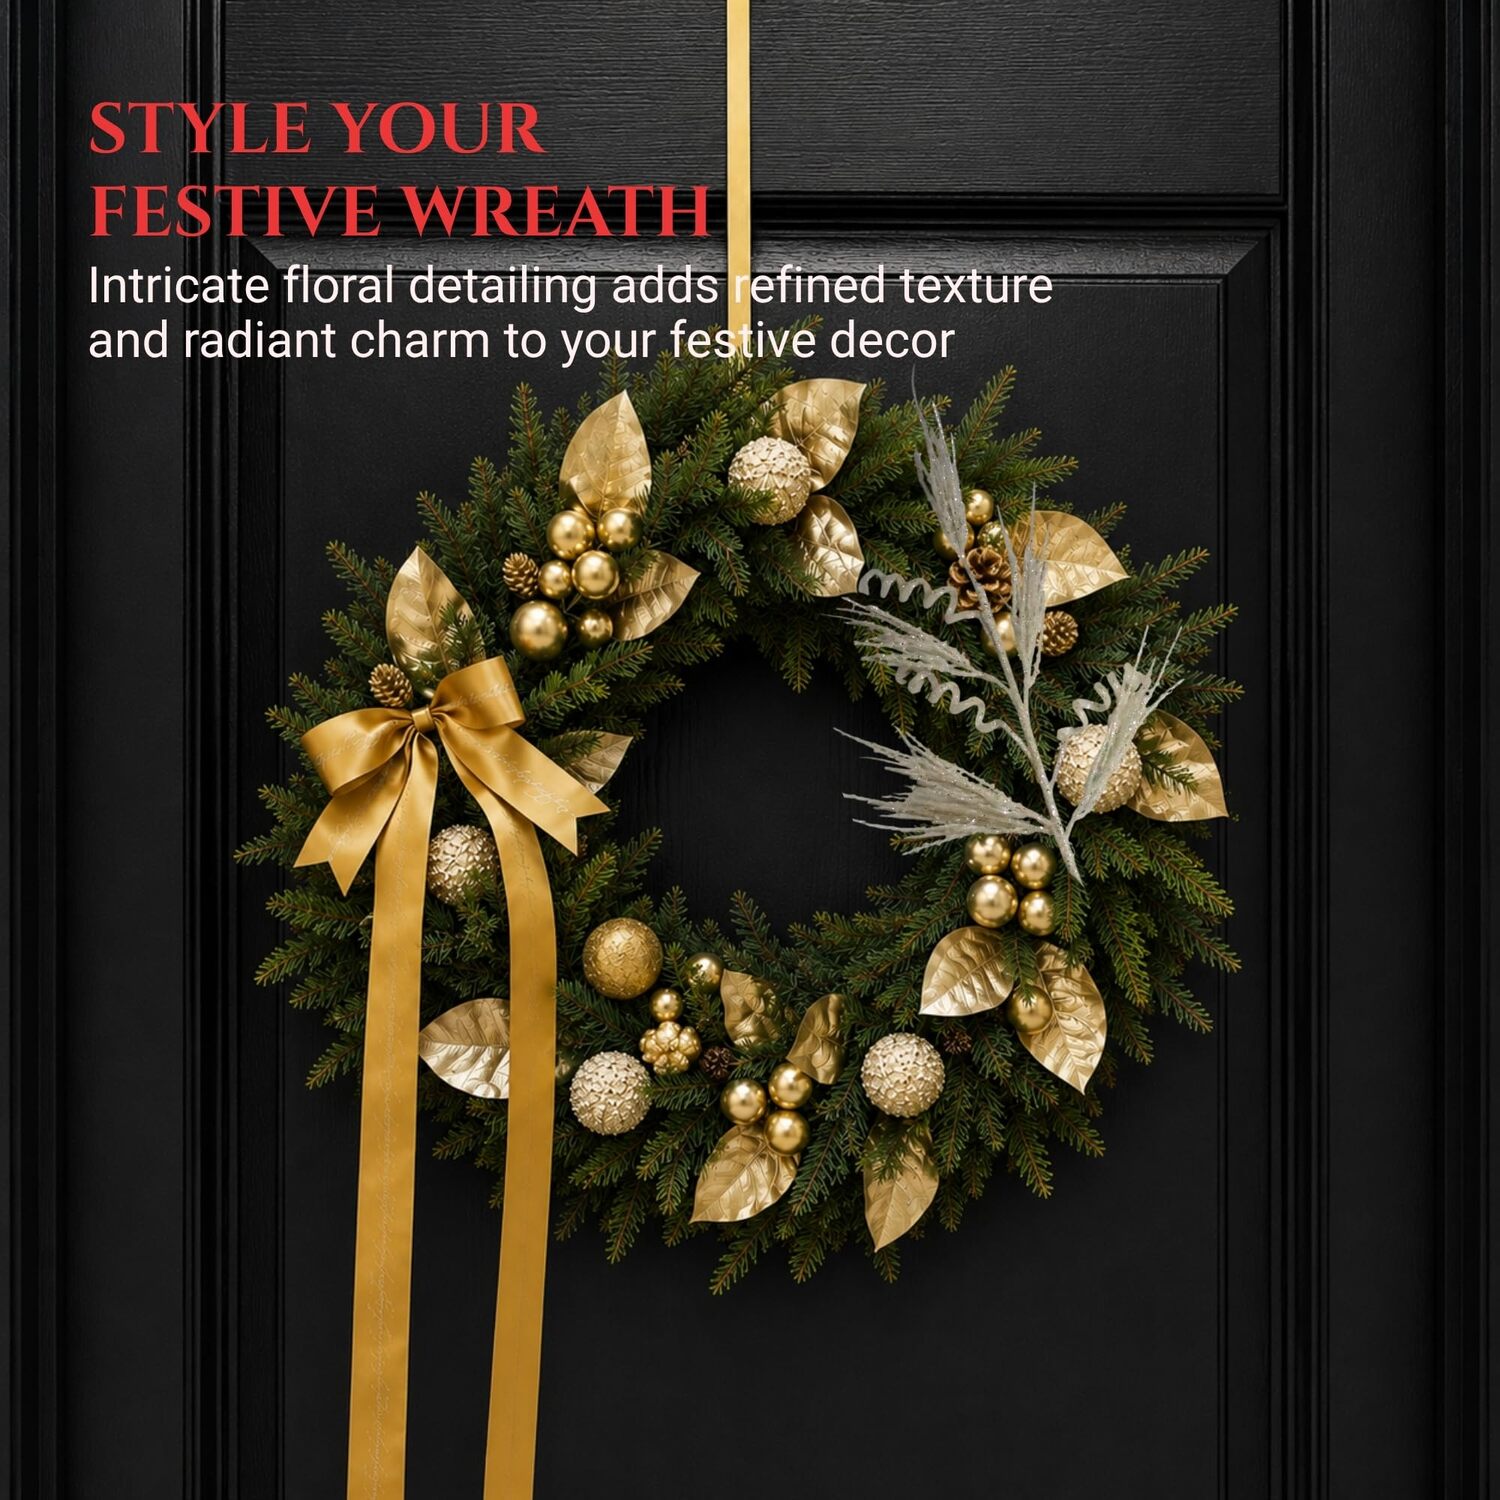 STYLE YOUR
FESTIVE WREATH
Intricate floral detailing adds refined texture
and radiant charm to your festive decor